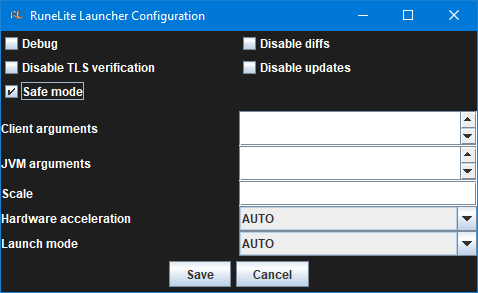 RL RuneLite Launcher Configuration
Debug Disable diffs
Disable TLS verification Disable updates
Safe mode
Client arguments
JVM arguments
Scale
Hardware acceleration AUTO
Launch mode AUTO
Save Cancel